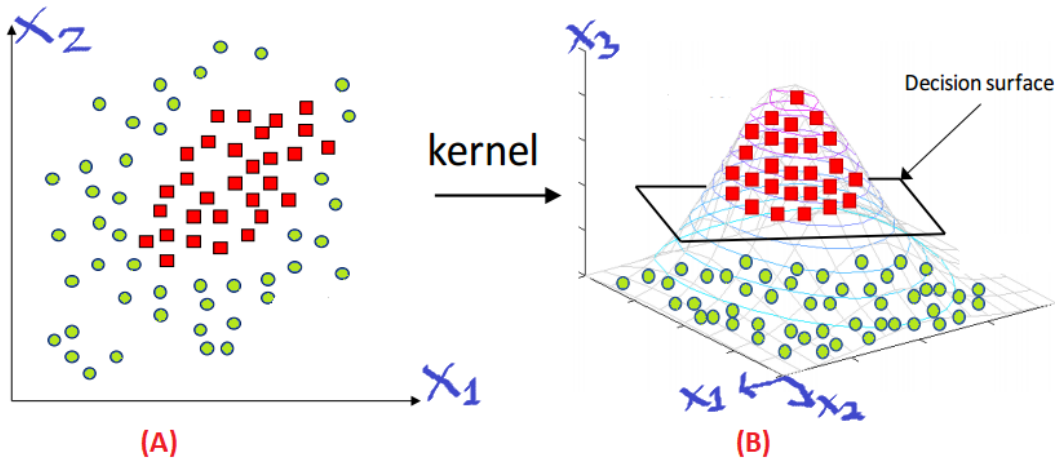 X2
X3
Decision surface
kernel
X1
X1
X2
(A)
(B)